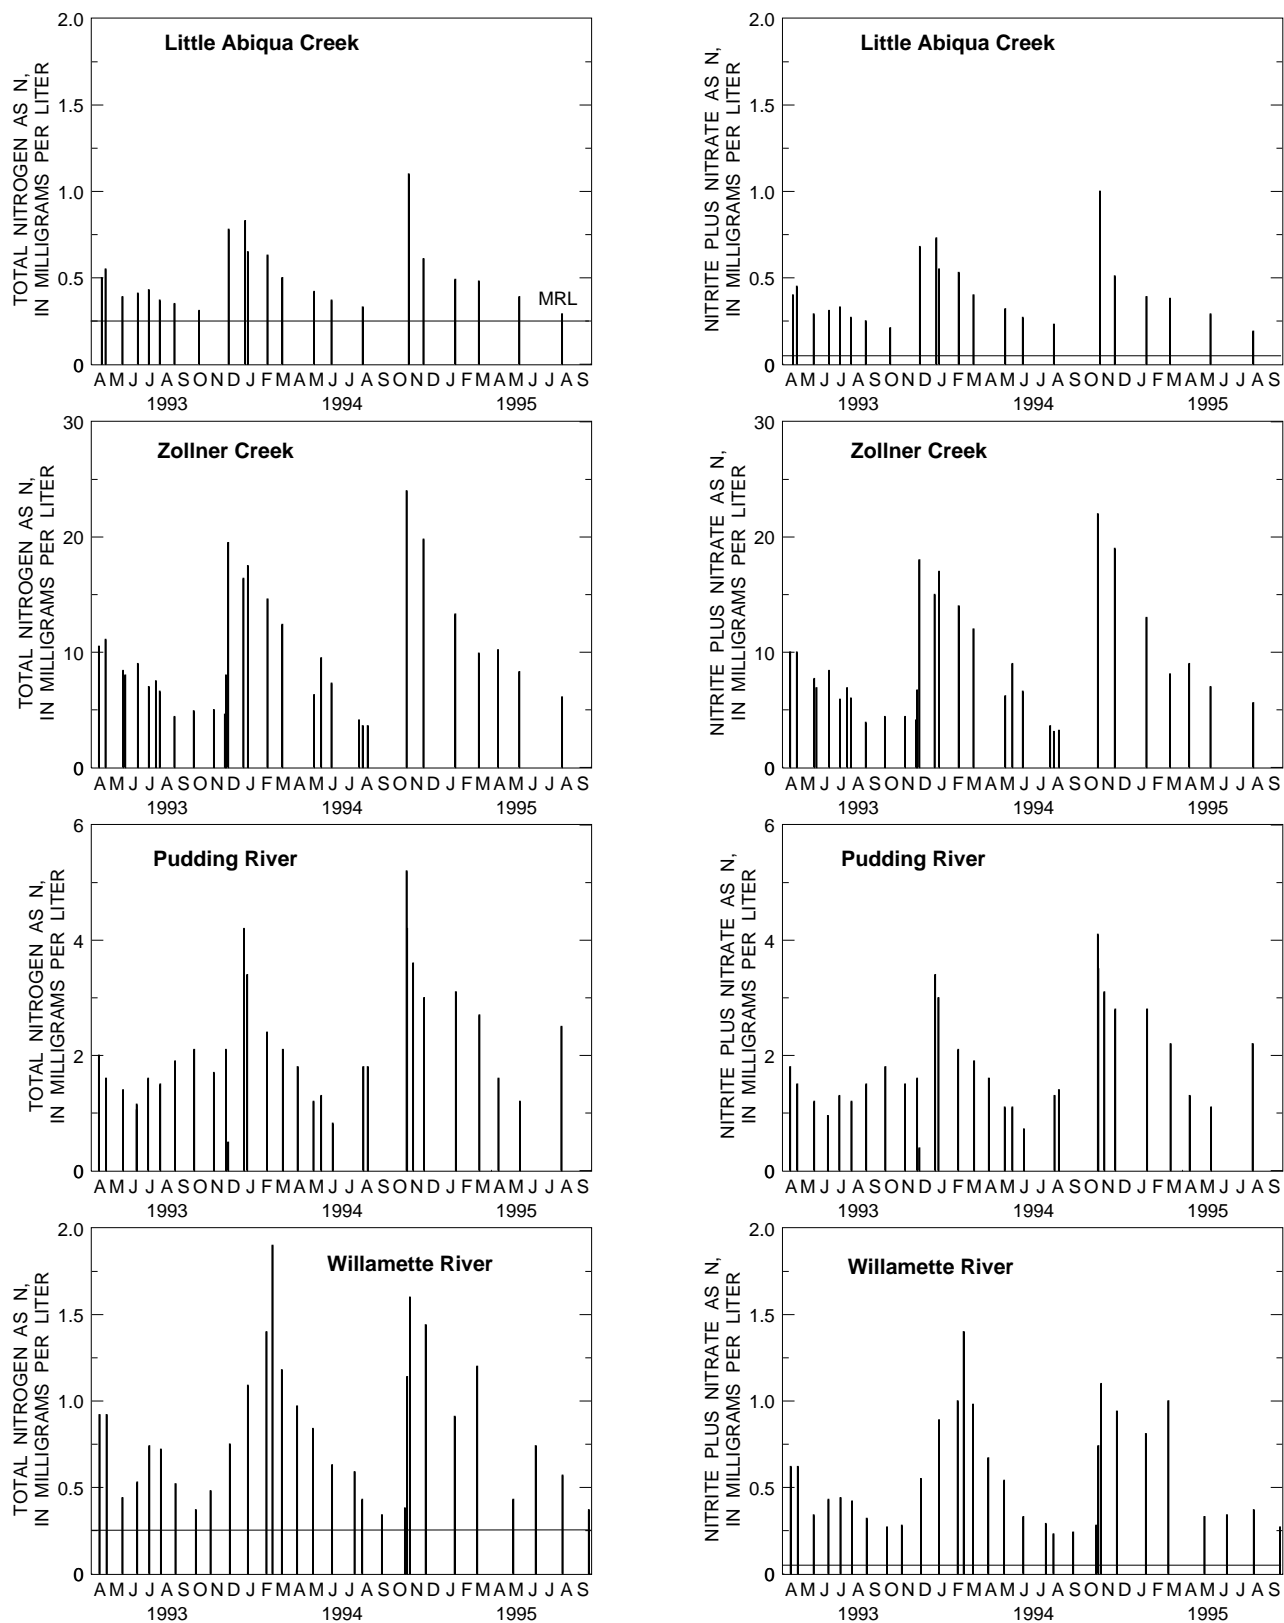 Little Abiqua Creek
TOTAL NITROGEN AS N,
IN MILLIGRAMS PER LITER
2.0
1.5
1.0
0.5
0
MRL
A M J J A S O N D J F M A M J J A S O N D J F M A M J J A S
1993 1994 1995
Little Abiqua Creek
NITRITE PLUS NITRATE AS N,
IN MILLIGRAMS PER LITER
2.0
1.5
1.0
0.5
0
A M J J A S O N D J F M A M J J A S O N D J F M A M J J A S
1993 1994 1995
Zollner Creek
TOTAL NITROGEN AS N,
IN MILLIGRAMS PER LITER
30
20
10
0
A M J J A S O N D J F M A M J J A S O N D J F M A M J J A S
1993 1994 1995
Zollner Creek
NITRITE PLUS NITRATE AS N,
IN MILLIGRAMS PER LITER
30
20
10
0
A M J J A S O N D J F M A M J J A S O N D J F M A M J J A S
1993 1994 1995
Pudding River
TOTAL NITROGEN AS N,
IN MILLIGRAMS PER LITER
6
4
2
0
A M J J A S O N D J F M A M J J A S O N D J F M A M J J A S
1993 1994 1995
Pudding River
NITRITE PLUS NITRATE AS N,
IN MILLIGRAMS PER LITER
6
4
2
0
A M J J A S O N D J F M A M J J A S O N D J F M A M J J A S
1993 1994 1995
Willamette River
TOTAL NITROGEN AS N,
IN MILLIGRAMS PER LITER
2.0
1.5
1.0
0.5
0
A M J J A S O N D J F M A M J J A S O N D J F M A M J J A S
1993 1994 1995
Willamette River
NITRITE PLUS NITRATE AS N,
IN MILLIGRAMS PER LITER
2.0
1.5
1.0
0.5
0
A M J J A S O N D J F M A M J J A S O N D J F M A M J J A S
1993 1994 1995